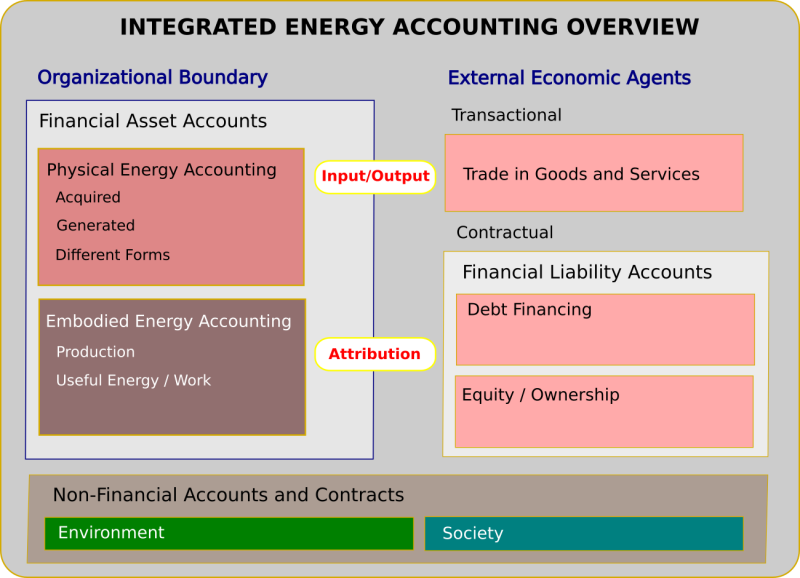 INTEGRATED ENERGY ACCOUNTING OVERVIEW
Organizational Boundary
Financial Asset Accounts
Physical Energy Accounting
Acquired
Generated
Different Forms
Embodied Energy Accounting
Production
Useful Energy / Work
Input/Output
Attribution
External Economic Agents
Transactional
Trade in Goods and Services
Contractual
Financial Liability Accounts
Debt Financing
Equity / Ownership
Non-Financial Accounts and Contracts
Environment
Society